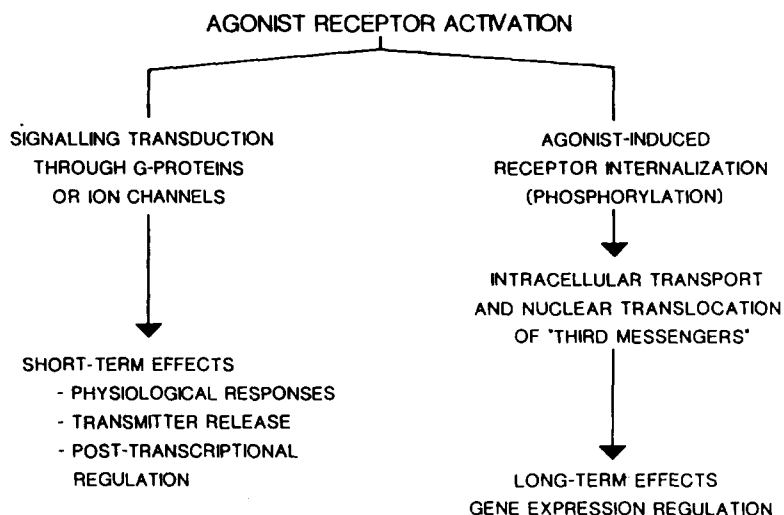 AGONIST RECEPTOR ACTIVATION
SIGNALLING TRANSDUCTION
THROUGH G-PROTEINS
OR ION CHANNELS
SHORT-TERM EFFECTS
- PHYSIOLOGICAL RESPONSES
- TRANSMITTER RELEASE
- POST-TRANSCRIPTIONAL
REGULATION
AGONIST-INDUCED
RECEPTOR INTERNALIZATION
(PHOSPHORYLATION)
INTRACELLULAR TRANSPORT
AND NUCLEAR TRANSLOCATION
OF "THIRD MESSENGERS"
LONG-TERM EFFECTS
GENE EXPRESSION REGULATION